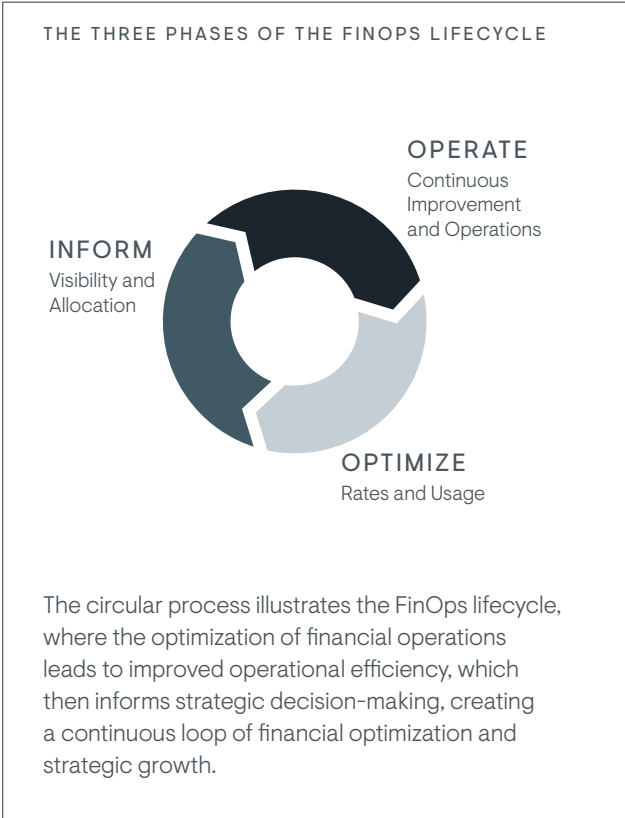 THE THREE PHASES OF THE FINOPS LIFECYCLE
OPERATE
Continuous
Improvement
and Operations
INFORM
Visibility and
Allocation
OPTIMIZE
Rates and Usage
The circular process illustrates the FinOps lifecycle,
where the optimization of financial operations
leads to improved operational efficiency, which
then informs strategic decision-making, creating
a continuous loop of financial optimization and
strategic growth.